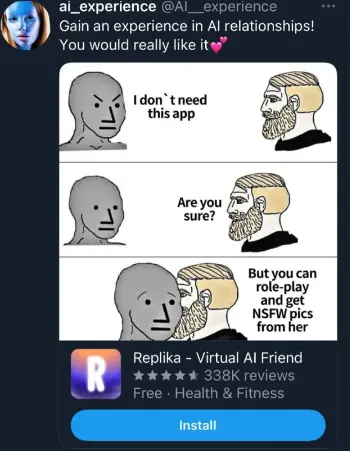 ai_experience @AI__experience ...
Gain an experience in AI relationships!
You would really like it💕
I don`t need
this app
Are you
sure?
But you can
role-play
and get
NSFW pics
from her
R
Replika - Virtual AI Friend
338K reviews
Free · Health & Fitness
Install